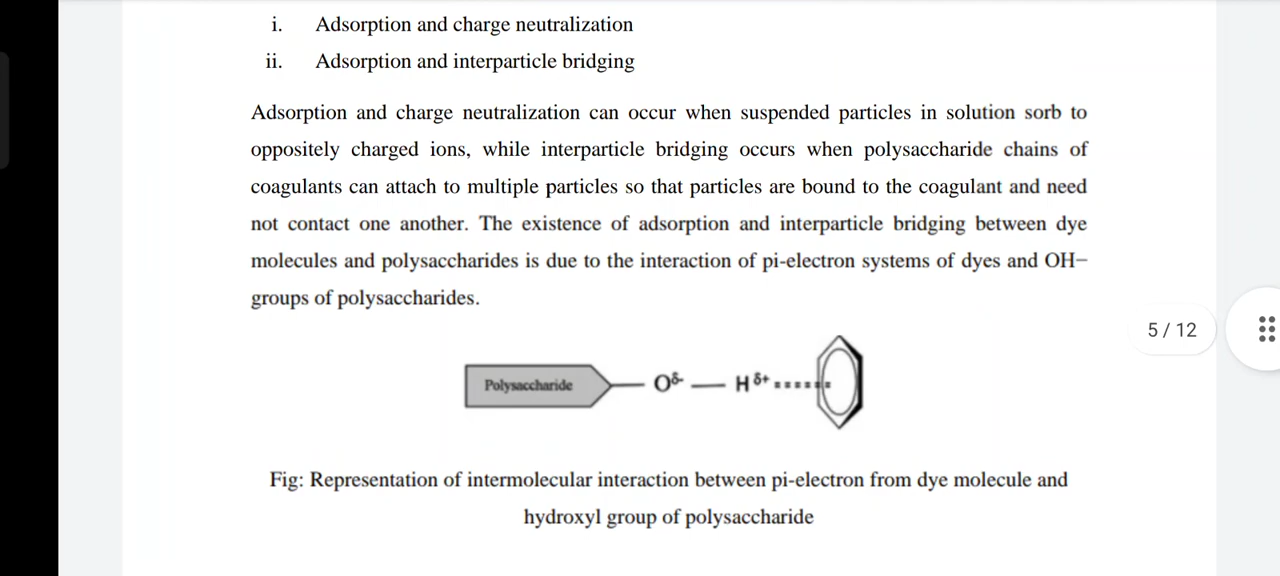 i. Adsorption and charge neutralization
ii. Adsorption and interparticle bridging
Adsorption and charge neutralization can occur when suspended particles in solution sorb to
oppositely charged ions, while interparticle bridging occurs when polysaccharide chains of
coagulants can attach to multiple particles so that particles are bound to the coagulant and need
not contact one another. The existence of adsorption and interparticle bridging between dye
molecules and polysaccharides is due to the interaction of pi-electron systems of dyes and OH−
groups of polysaccharides.
5 / 12
Polysaccharide — Oδ- — Hδ+
Fig: Representation of intermolecular interaction between pi-electron from dye molecule and
hydroxyl group of polysaccharide